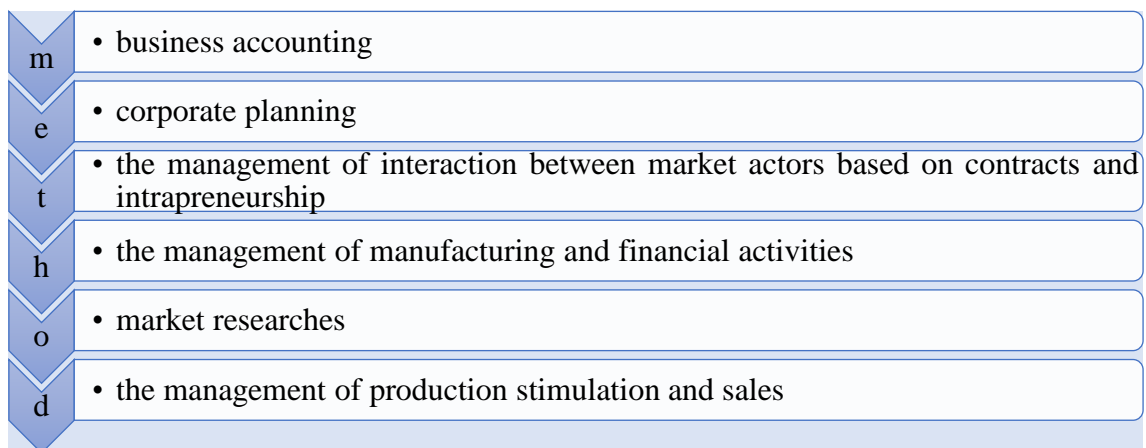 m
• business accounting
e
• corporate planning
t
• the management of interaction between market actors based on contracts and
intrapreneurship
h
• the management of manufacturing and financial activities
o
• market researches
d
• the management of production stimulation and sales